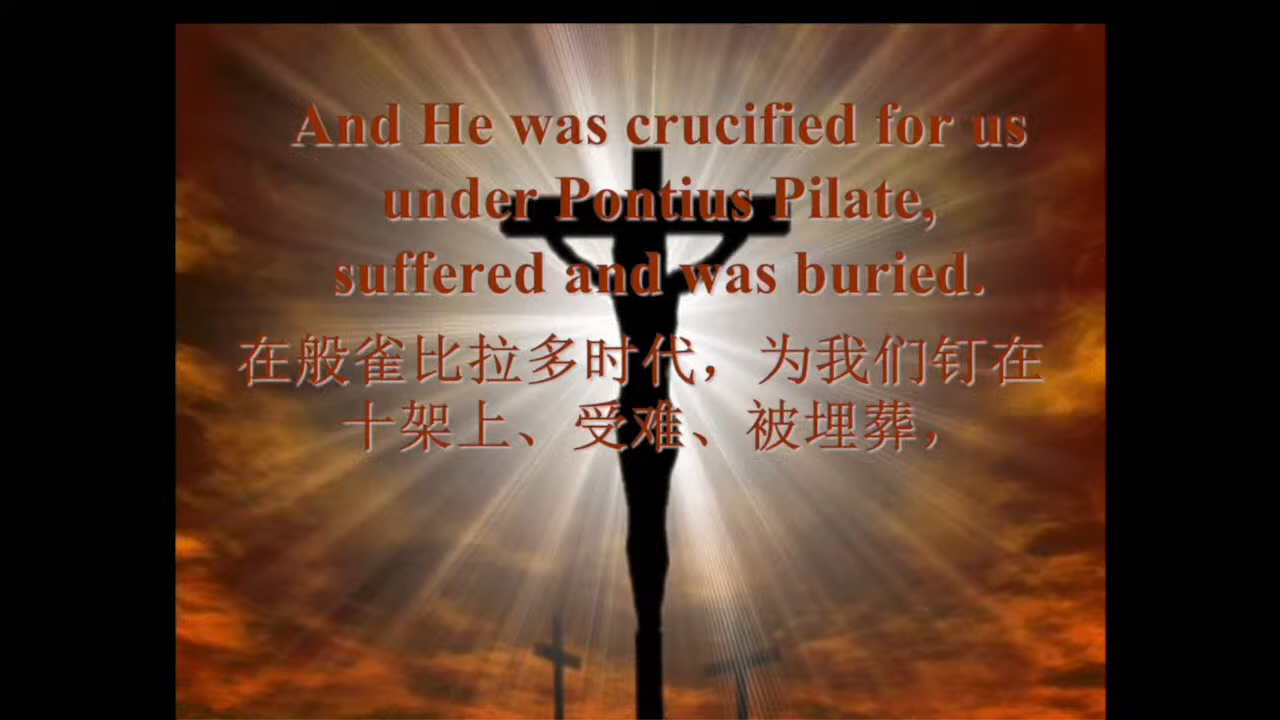 And He was crucified for us
under Pontius Pilate,
suffered and was buried.
在般雀比拉多时代，为我们钉在
十架上、受难、被埋葬，